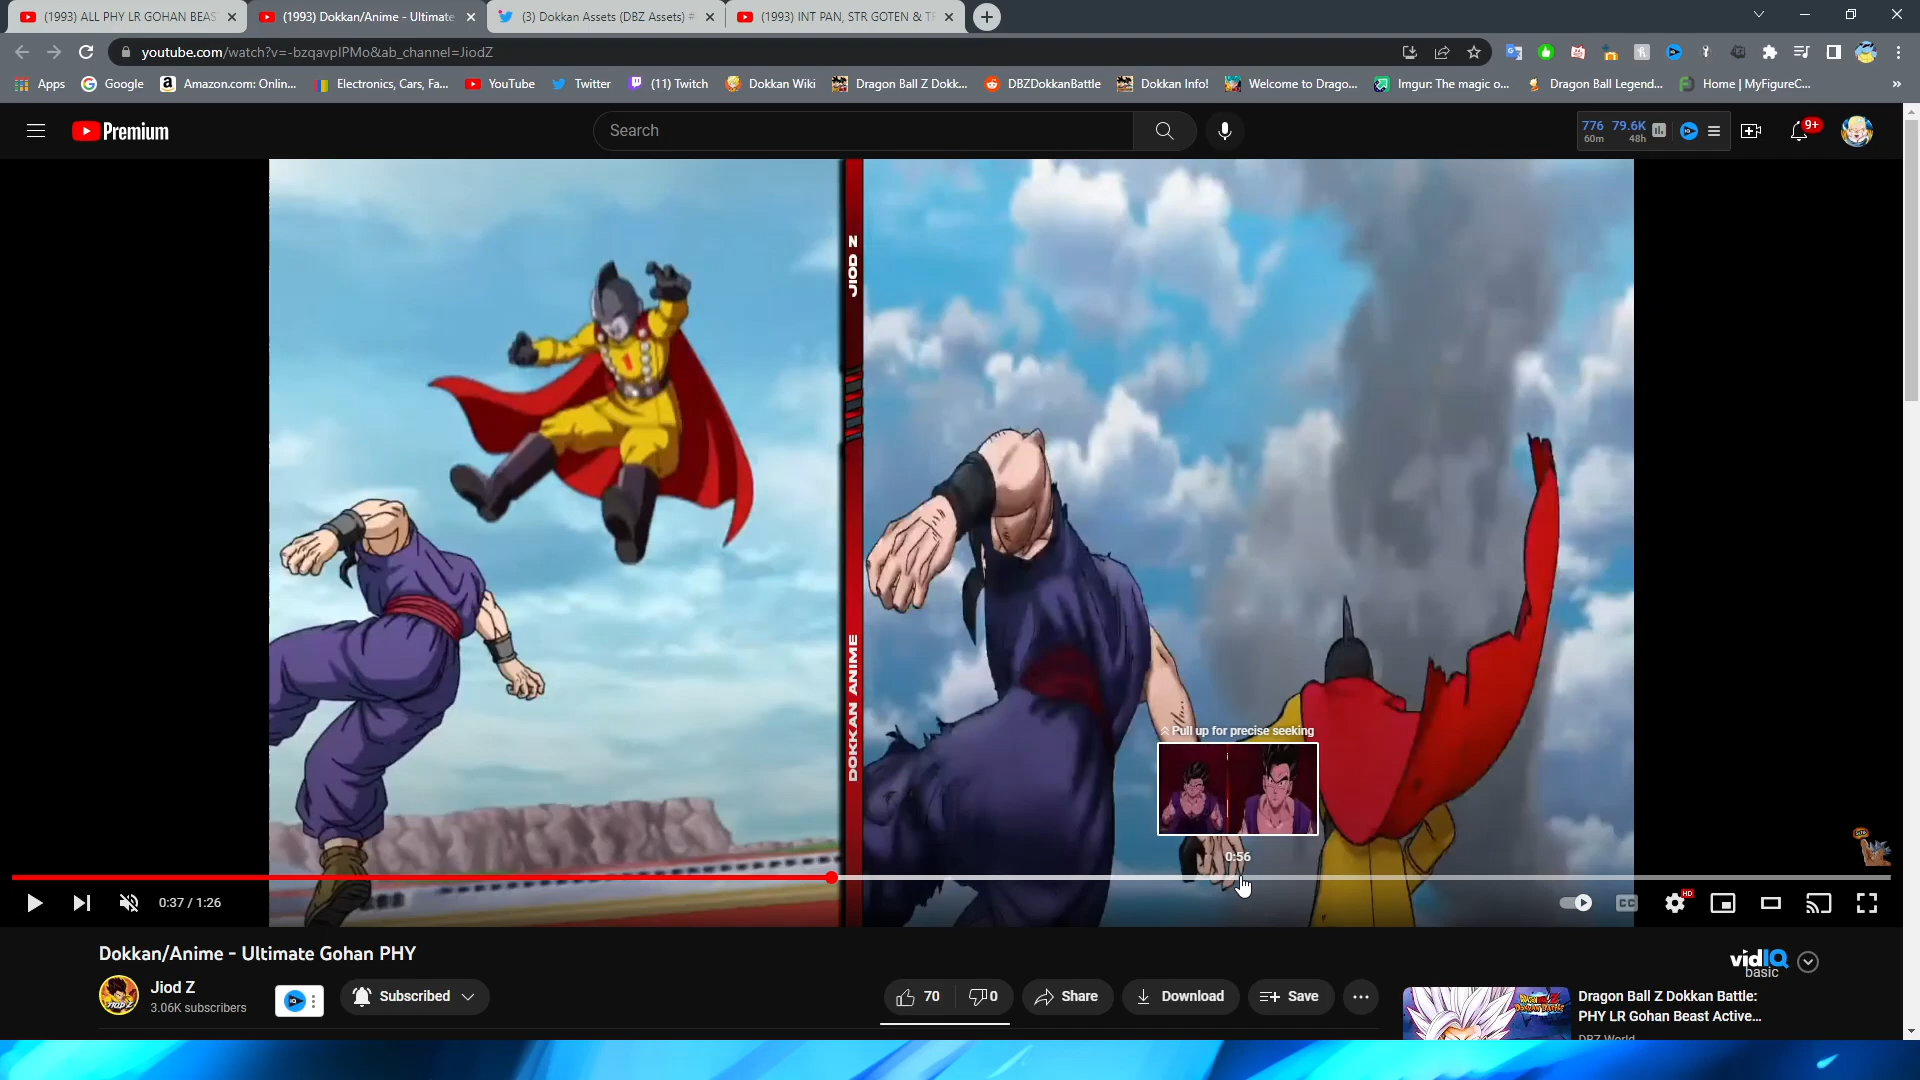 (1993) ALL PHY LR GOHAN BEAS
(1993) Dokkan/Anime - Ultimate
(3) Dokkan Assets (DBZ Assets) #
(1993) INT PAN, STR GOTEN & T
youtube.com/watch?v=-bzqavpIPMo&ab_channel=JiodZ
Apps
Google
Amazon.com: Onlin...
Electronics, Cars, Fa...
YouTube
Twitter
(11) Twitch
Dokkan Wiki
Dragon Ball Z Dokk...
DBZDokkanBattle
Dokkan Info!
Welcome to Drago...
Imgur: The magic o...
Dragon Ball Legend...
Home | MyFigureC...
»
Premium
Search
776 79.6K
60m 48h
9+
JIOD Z
DOKKAN ANIME
Pull up for precise seeking
0:56
0:37 / 1:26
CC
HD
Dokkan/Anime - Ultimate Gohan PHY
Jiod Z
3.06K subscribers
Subscribed
70
0
Share
Download
Save
vidIQ
basic
Dragon Ball Z Dokkan Battle:
PHY LR Gohan Beast Active...
DBZ World